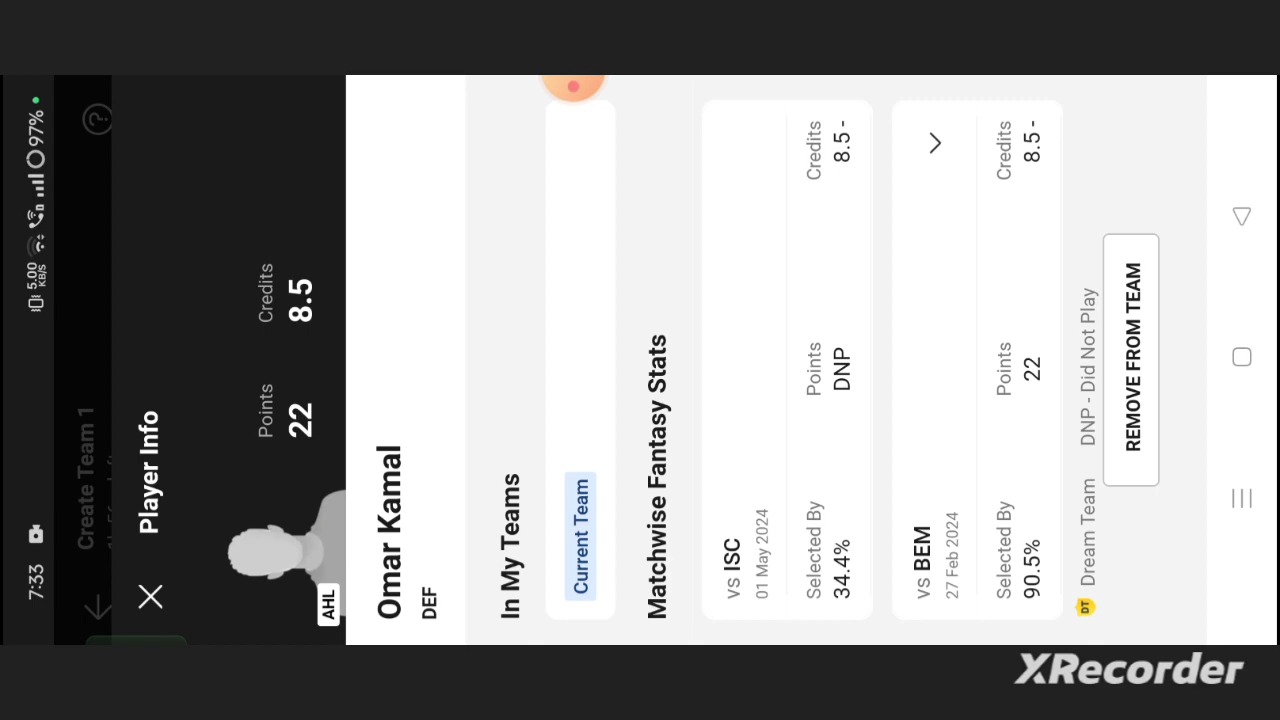 7:33
5.00
KB/S
97%
Create Team 1
Player Info
Points
Credits
22
8.5
AHL
Omar Kamal
DEF
In My Teams
Current Team
Matchwise Fantasy Stats
vs ISC
01 May 2024
Selected By
Points
Credits
34.4%
DNP
8.5 -
vs BEM
27 Feb 2024
Selected By
Points
Credits
90.5%
22
8.5 -
DT Dream Team
DNP - Did Not Play
REMOVE FROM TEAM
XRecorder